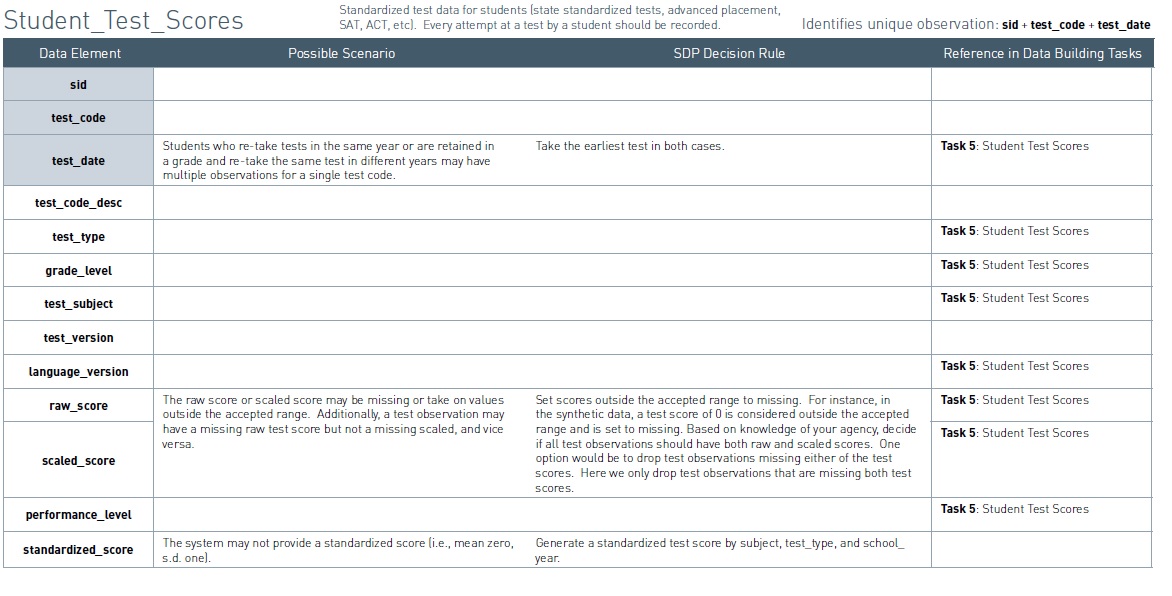 Student_Test_Scores
Standardized test data for students (state standardized tests, advanced placement,
SAT, ACT, etc). Every attempt at a test by a student should be recorded.
Identifies unique observation: sid + test_code + test_date
Data Element
Possible Scenario
SDP Decision Rule
Reference in Data Building Tasks
sid
test_code
test_date
Students who re-take tests in the same year or are retained in
a grade and re-take the same test in different years may have
multiple observations for a single test code.
Take the earliest test in both cases.
Task 5: Student Test Scores
test_code_desc
test_type
Task 5: Student Test Scores
grade_level
Task 5: Student Test Scores
test_subject
Task 5: Student Test Scores
test_version
language_version
Task 5: Student Test Scores
raw_score
The raw score or scaled score may be missing or take on values
outside the accepted range. Additionally, a test observation may
have a missing raw test score but not a missing scaled, and vice
versa.
Set scores outside the accepted range to missing. For instance, in
the synthetic data, a test score of 0 is considered outside the accepted
range and is set to missing. Based on knowledge of your agency, decide
if all test observations should have both raw and scaled scores. One
option would be to drop test observations missing either of the test
scores. Here we only drop test observations that are missing both test
scores.
Task 5: Student Test Scores
scaled_score
Task 5: Student Test Scores
performance_level
Task 5: Student Test Scores
standardized_score
The system may not provide a standardized score (i.e., mean zero,
s.d. one).
Generate a standardized test score by subject, test_type, and school_
year.